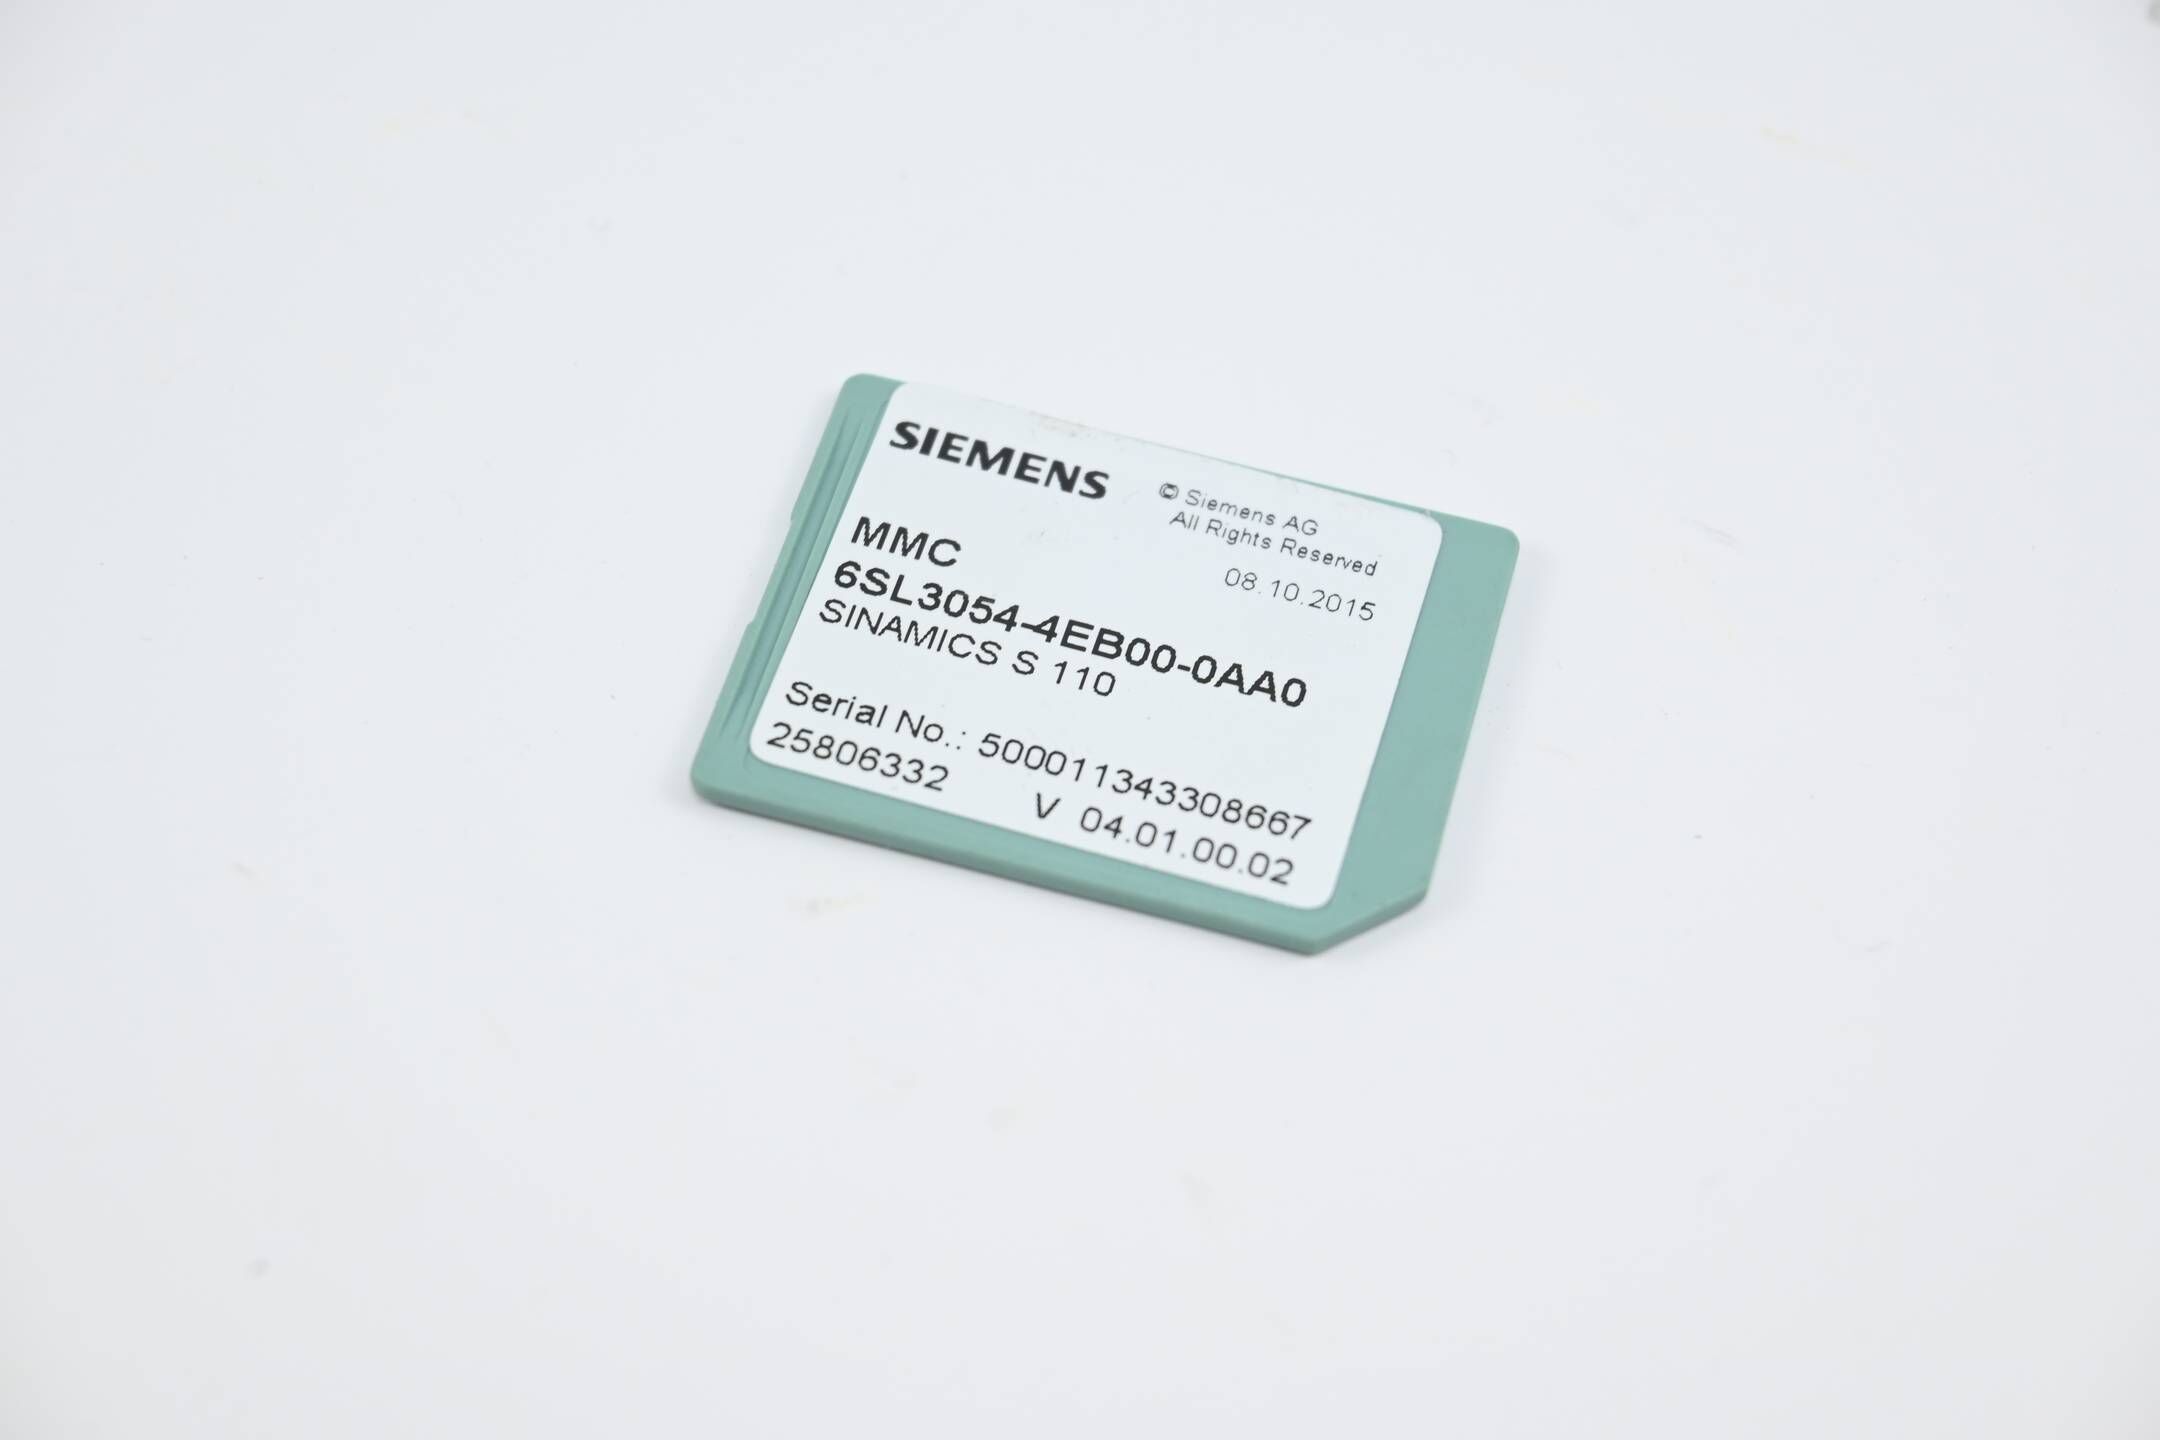 SIEMENS
© Siemens AG
All Rights Reserved
08.10.2015
MMC
6SL3054-4EB00-0AA0
SINAMICS S 110
Serial No.: 500011343308667
25806332 V 04.01.00.02